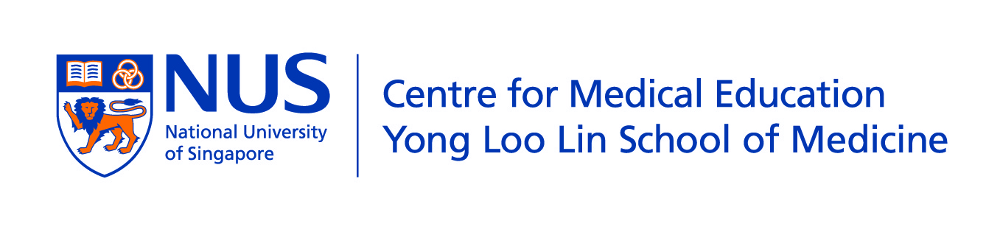 NUS
National University
of Singapore
Centre for Medical Education
Yong Loo Lin School of Medicine